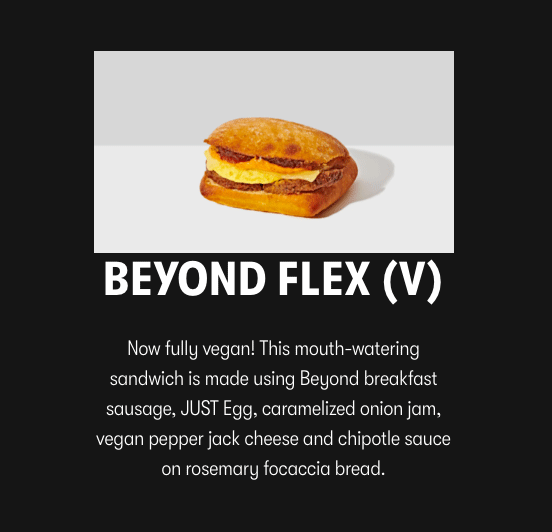 BEYOND FLEX (V)
Now fully vegan! This mouth-watering
sandwich is made using Beyond breakfast
sausage, JUST Egg, caramelized onion jam,
vegan pepper jack cheese and chipotle sauce
on rosemary focaccia bread.